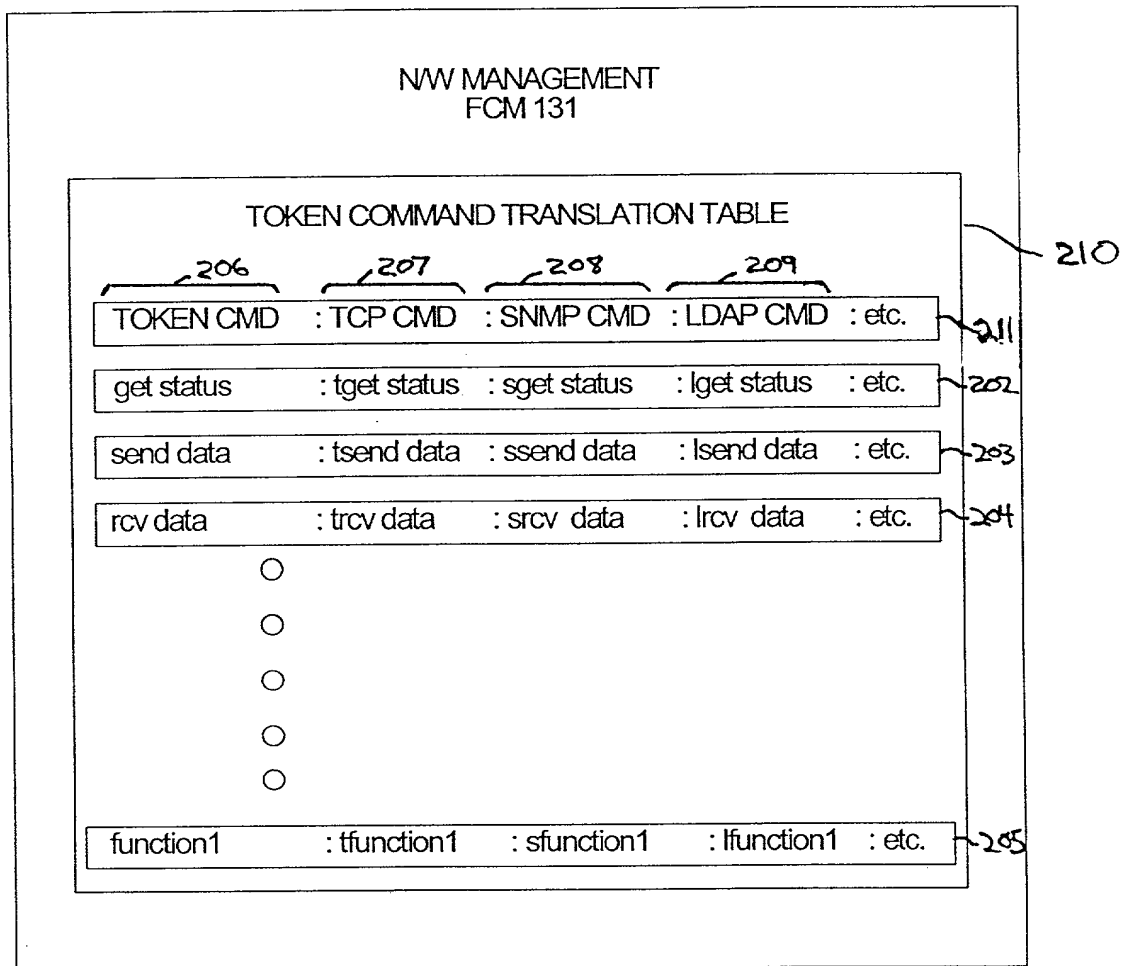 N/W MANAGEMENT
FCM 131
TOKEN COMMAND TRANSLATION TABLE
210
206 207 208 209
TOKEN CMD : TCP CMD : SNMP CMD : LDAP CMD : etc. 211
get status : tget status : sget status : lget status : etc. 202
send data : tsend data : ssend data : lsend data : etc. 203
rcv data : trcv data : srcv data : lrcv data : etc. 204
function1 : tfunction1 : sfunction1 : lfunction1 : etc. 205